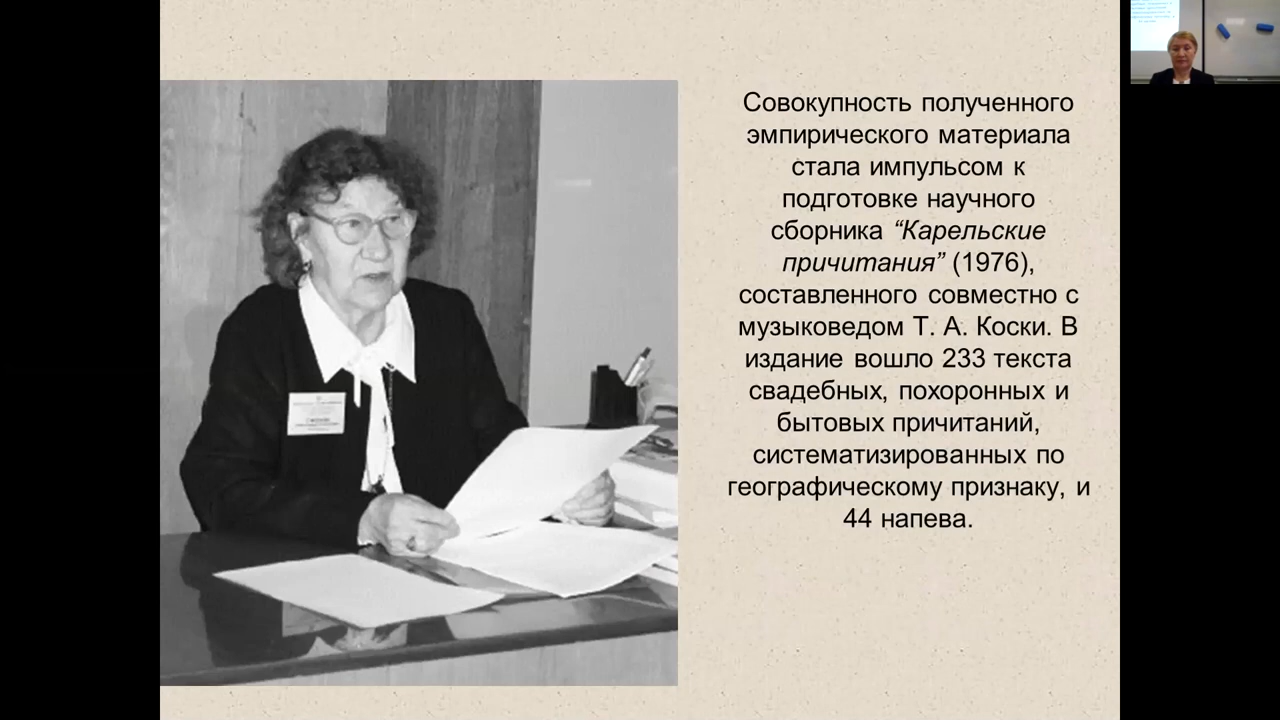 Совокупность полученного
эмпирического материала
стала импульсом к
подготовке научного
сборника “Карельские
причитания” (1976),
составленного совместно с
музыковедом Т. А. Коски. В
издание вошло 233 текста
свадебных, похоронных и
бытовых причитаний,
систематизированных по
географическому признаку, и
44 напева.